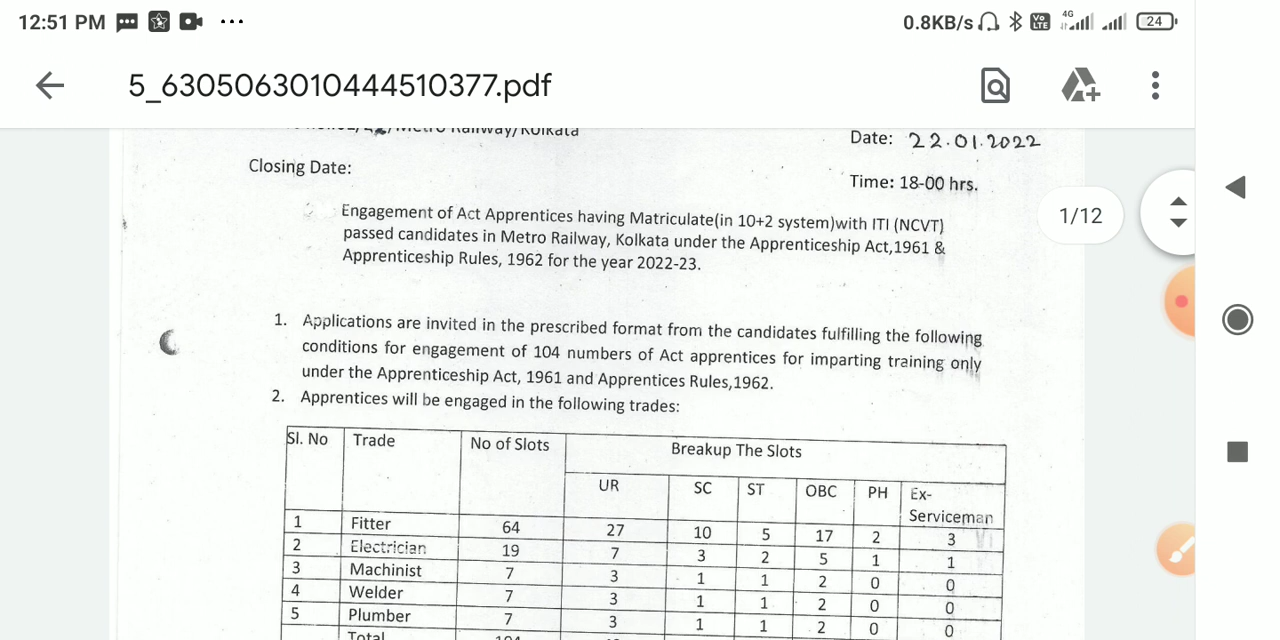 12:51 PM
0.8KB/s
Vo LTE
4G
24
5_6305063010444510377.pdf
Metro Railway/Kolkata
Date: 22.01.2022
Closing Date:
Time: 18-00 hrs.
1/12
Engagement of Act Apprentices having Matriculate(in 10+2 system)with ITI (NCVT)
passed candidates in Metro Railway, Kolkata under the Apprenticeship Act,1961 &
Apprenticeship Rules, 1962 for the year 2022-23.
1. Applications are invited in the prescribed format from the candidates fulfilling the following
conditions for engagement of 104 numbers of Act apprentices for imparting training only
under the Apprenticeship Act, 1961 and Apprentices Rules,1962.
2. Apprentices will be engaged in the following trades:
Sl. No Trade No of Slots Breakup The Slots
UR SC ST OBC PH Ex-
Serviceman
1 Fitter 64 27 10 5 17 2 3
2 Electrician 19 7 3 2 5 1 1
3 Machinist 7 3 1 1 2 0 0
4 Welder 7 3 1 1 2 0 0
5 Plumber 7 3 1 1 2 0 0
Total 104